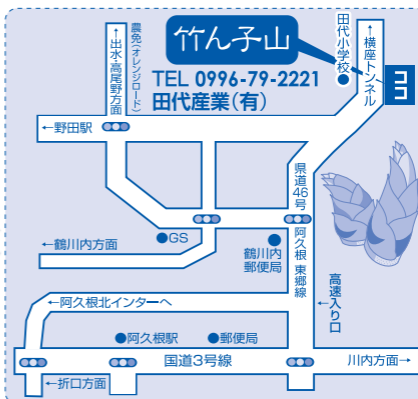 竹ん子山
TEL 0996-79-2221
田代産業(有)
農免(オレンジロード)
←出水・高尾野方面
田代小学校
←横座トンネル
ココ
←野田駅
県道46号
阿久根東郷線
GS
鶴川内
郵便局
←鶴川内方面
←高速入り口
←阿久根北インターへ
阿久根駅
郵便局
国道3号線
川内方面→
←折口方面